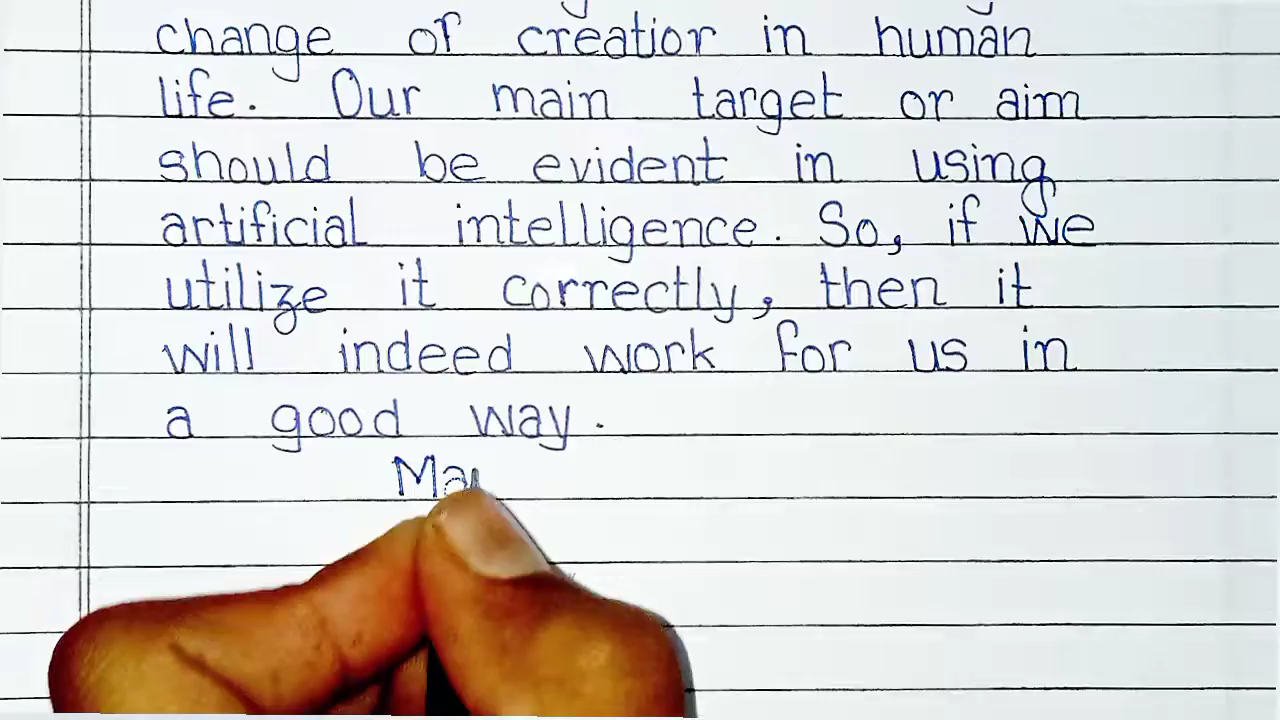 change of creation in human
life. Our main target or aim
should be evident in using
artificial intelligence. So, if we
utilize it correctly, then it
will indeed work for us in
a good way.